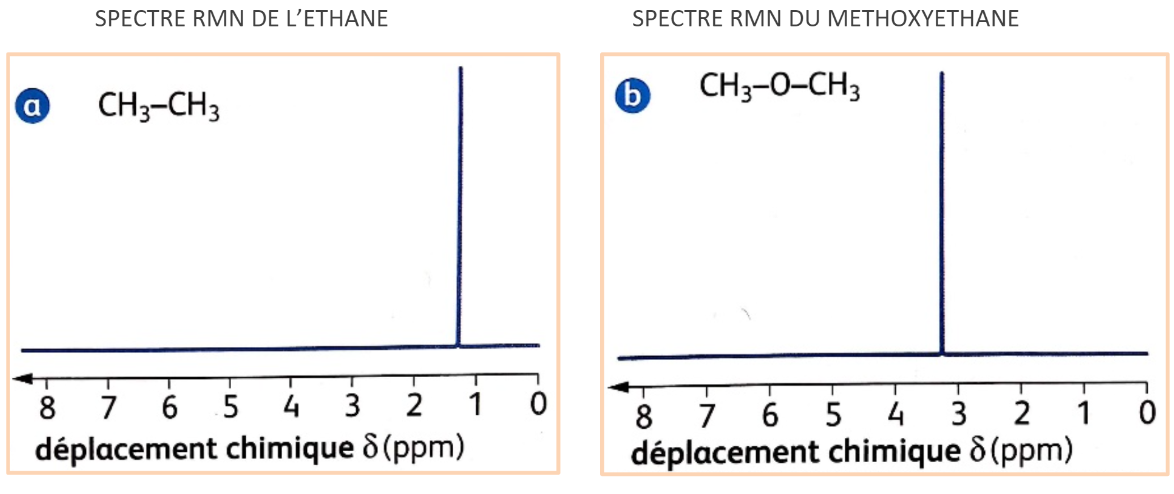 SPECTRE RMN DE L'ETHANE
SPECTRE RMN DU METHOXYETHANE
a CH₃–CH₃
8 7 6 5 4 3 2 1 0
déplacement chimique δ (ppm)
b CH₃–O–CH₃
8 7 6 5 4 3 2 1 0
déplacement chimique δ (ppm)